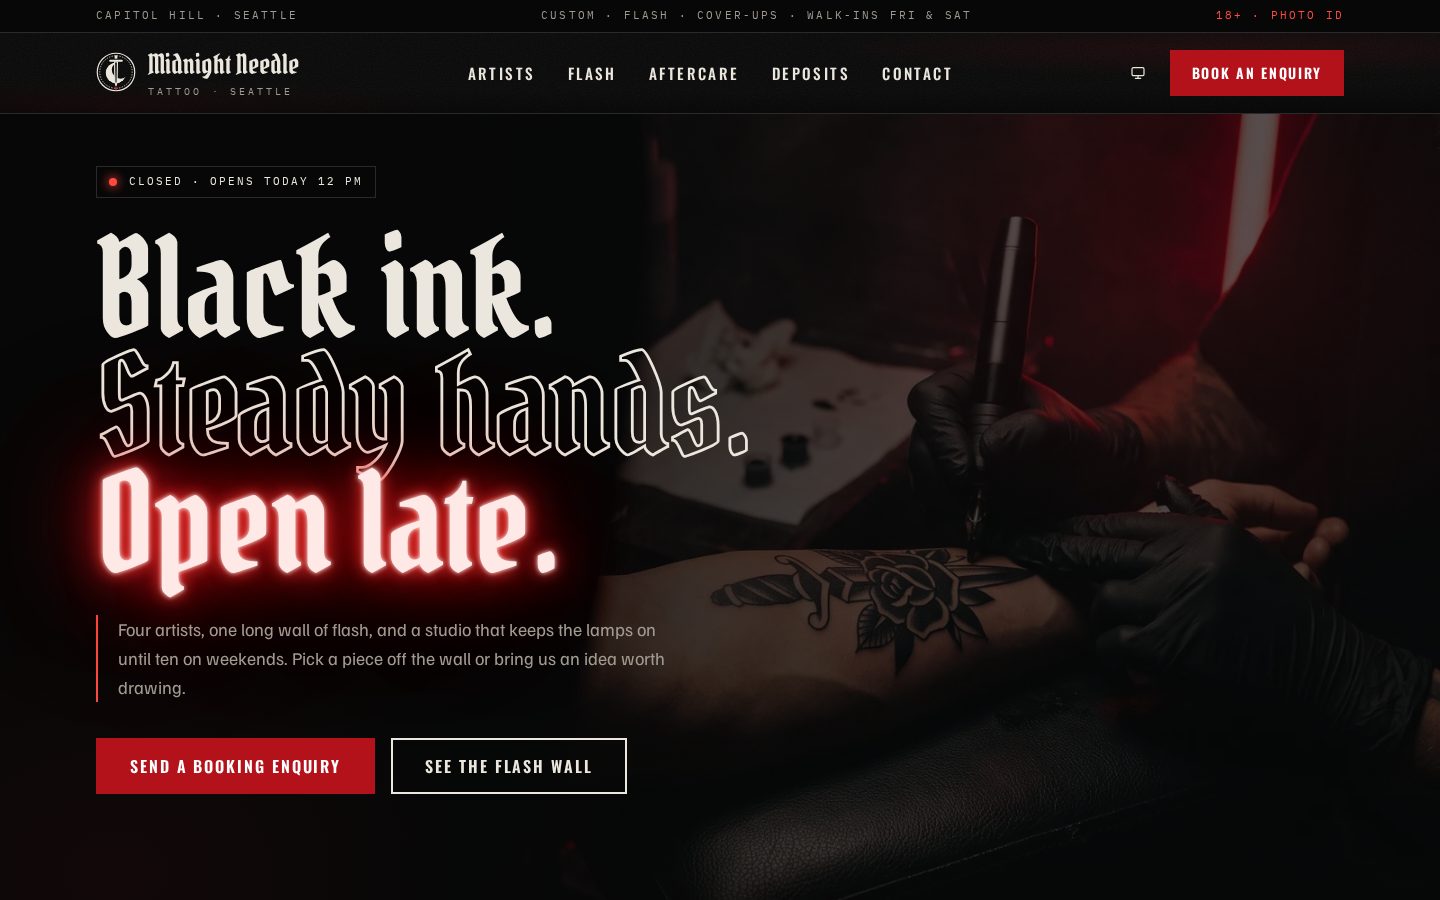 CAPITOL HILL · SEATTLE
CUSTOM · FLASH · COVER-UPS · WALK-INS FRI & SAT
18+ · PHOTO ID
Midnight Needle
TATTOO · SEATTLE
ARTISTS
FLASH
AFTERCARE
DEPOSITS
CONTACT
BOOK AN ENQUIRY
CLOSED · OPENS TODAY 12 PM
Black ink.
Steady hands.
Open late.
Four artists, one long wall of flash, and a studio that keeps the lamps on
until ten on weekends. Pick a piece off the wall or bring us an idea worth
drawing.
SEND A BOOKING ENQUIRY
SEE THE FLASH WALL